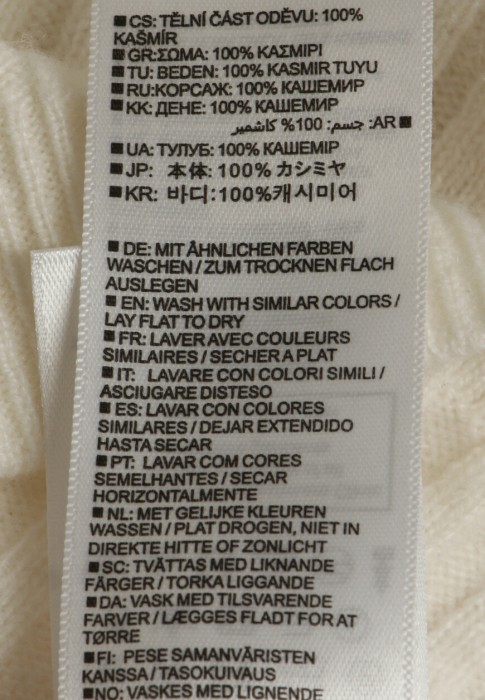 ■ CS: TĚLNÍ ČÁST ODĚVU: 100%
KAŠMÍR
■ GR:ΣΩΜΑ: 100% ΚΑΣΜΙΡΙ
■ TU: BEDEN: 100% KASMIR TUYU
■ RU:КОРСАЖ: 100% КАШЕМИР
■ KK: ДЕНЕ: 100% КАШЕМИР
■ AR: جسم: 100% كاشمير
■ UA: ТУЛУБ: 100% КАШЕМІР
■ JP: 本体: 100% カシミヤ
■ KR: 바디:100%캐시미어
■ DE: MIT ÄHNLICHEN FARBEN
WASCHEN / ZUM TROCKNEN FLACH
AUSLEGEN
■ EN: WASH WITH SIMILAR COLORS /
LAY FLAT TO DRY
■ FR: LAVER AVEC COULEURS
SIMILAIRES / SECHER A PLAT
■ IT: LAVARE CON COLORI SIMILI /
ASCIUGARE DISTESO
■ ES: LAVAR CON COLORES
SIMILARES / DEJAR EXTENDIDO
HASTA SECAR
■ PT: LAVAR COM CORES
SEMELHANTES / SECAR
HORIZONTALMENTE
■ NL: MET GELIJKE KLEUREN
WASSEN / PLAT DROGEN, NIET IN
DIREKTE HITTE OF ZONLICHT
■ SC: TVÄTTAS MED LIKNANDE
FÄRGER / TORKA LIGGANDE
■ DA: VASK MED TILSVARENDE
FARVER / LÆGGES FLADT FOR AT
TØRRE
■ FI: PESE SAMANVÄRISTEN
KANSSA / TASOKUIVAUS
■ NO: VASKES MED LIGNENDE